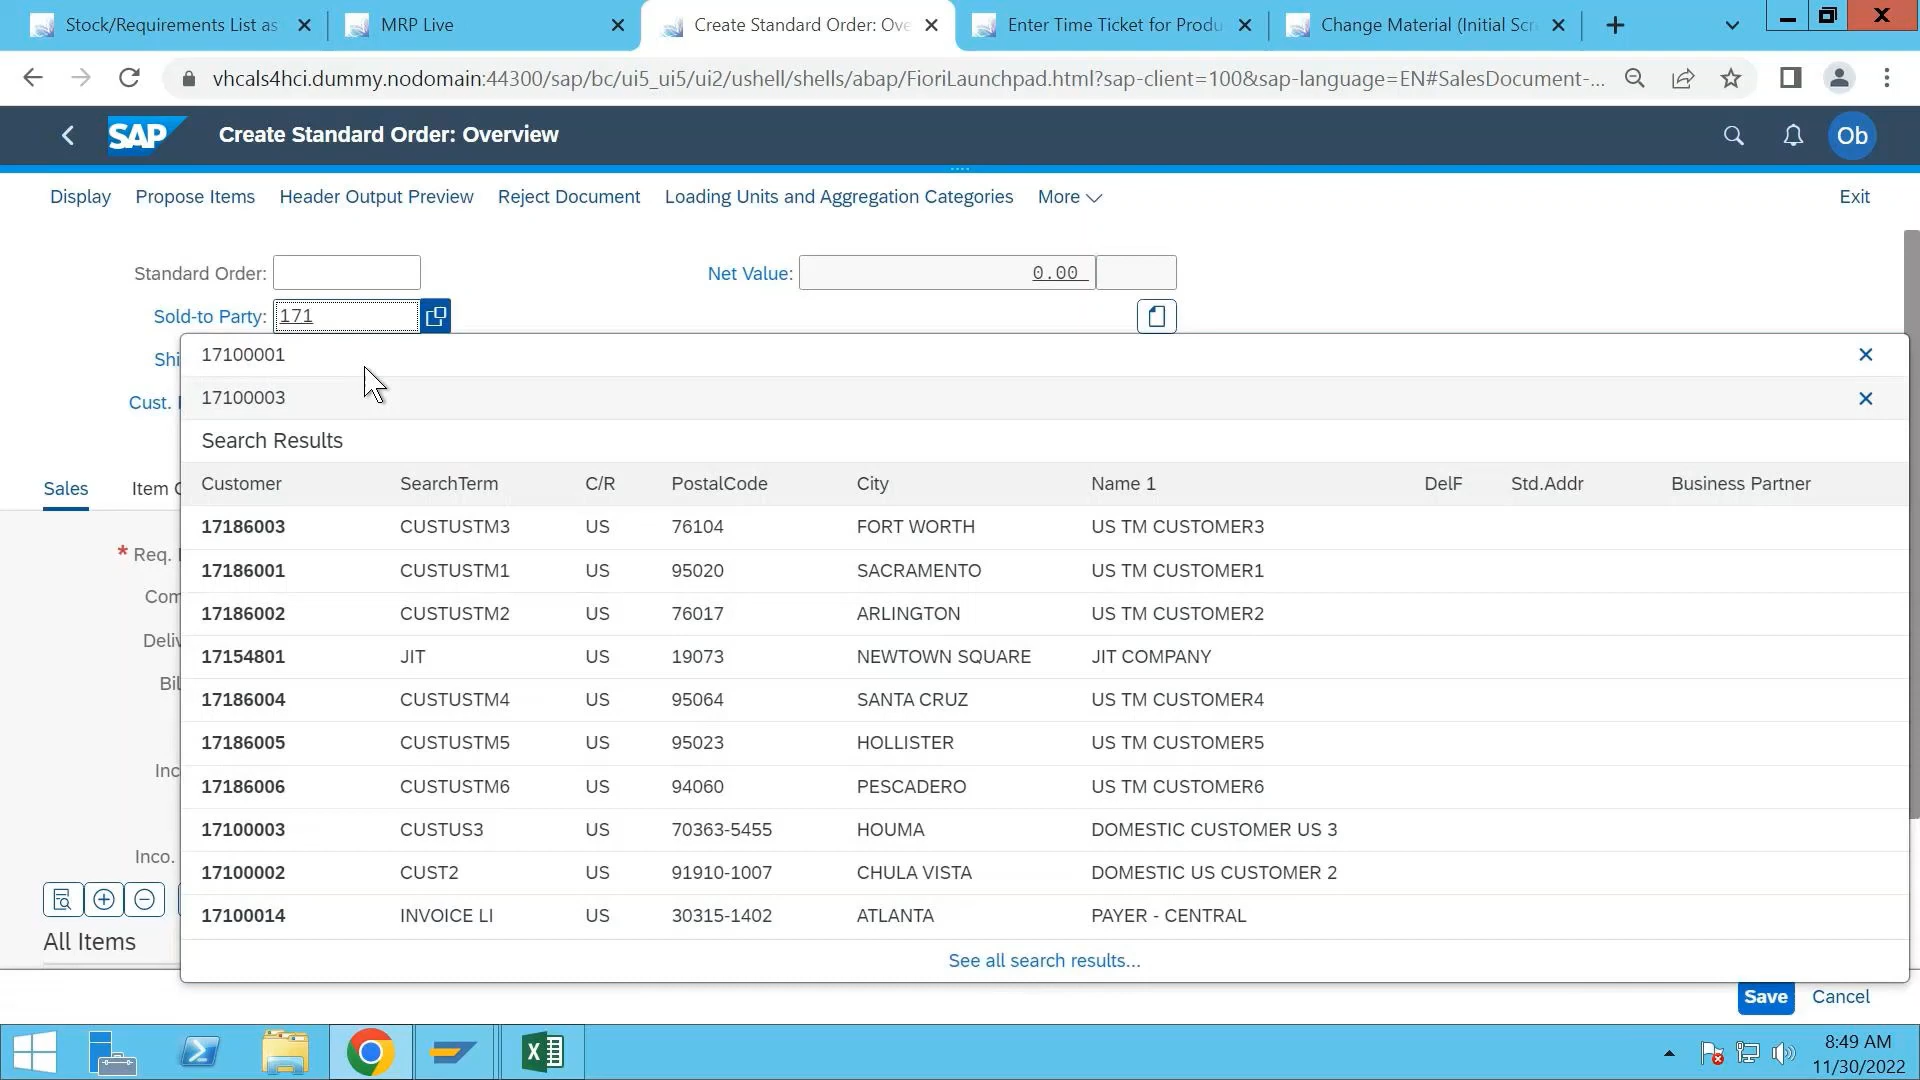 Stock/Requirements List as
MRP Live
Create Standard Order: Ove
Enter Time Ticket for Produ
Change Material (Initial Scr
vhcals4hci.dummy.nodomain:44300/sap/bc/ui5_ui5/ui2/ushell/shells/abap/FioriLaunchpad.html?sap-client=100&sap-language=EN#SalesDocument-...
SAP
Create Standard Order: Overview
Ob
Display
Propose Items
Header Output Preview
Reject Document
Loading Units and Aggregation Categories
More
Exit
Standard Order:
Net Value: 0.00
Sold-to Party: 171
Shi
Cust.
17100001
17100003
Search Results
Customer SearchTerm C/R PostalCode City Name 1 DelF Std.Addr Business Partner
17186003 CUSTUSTM3 US 76104 FORT WORTH US TM CUSTOMER3
17186001 CUSTUSTM1 US 95020 SACRAMENTO US TM CUSTOMER1
17186002 CUSTUSTM2 US 76017 ARLINGTON US TM CUSTOMER2
17154801 JIT US 19073 NEWTOWN SQUARE JIT COMPANY
17186004 CUSTUSTM4 US 95064 SANTA CRUZ US TM CUSTOMER4
17186005 CUSTUSTM5 US 95023 HOLLISTER US TM CUSTOMER5
17186006 CUSTUSTM6 US 94060 PESCADERO US TM CUSTOMER6
17100003 CUSTUS3 US 70363-5455 HOUMA DOMESTIC CUSTOMER US 3
17100002 CUST2 US 91910-1007 CHULA VISTA DOMESTIC US CUSTOMER 2
17100014 INVOICE LI US 30315-1402 ATLANTA PAYER - CENTRAL
See all search results...
Sales
Item
* Req.
Com
Deliv
Bil
Inc
Inco.
All Items
Save
Cancel
8:49 AM
11/30/2022